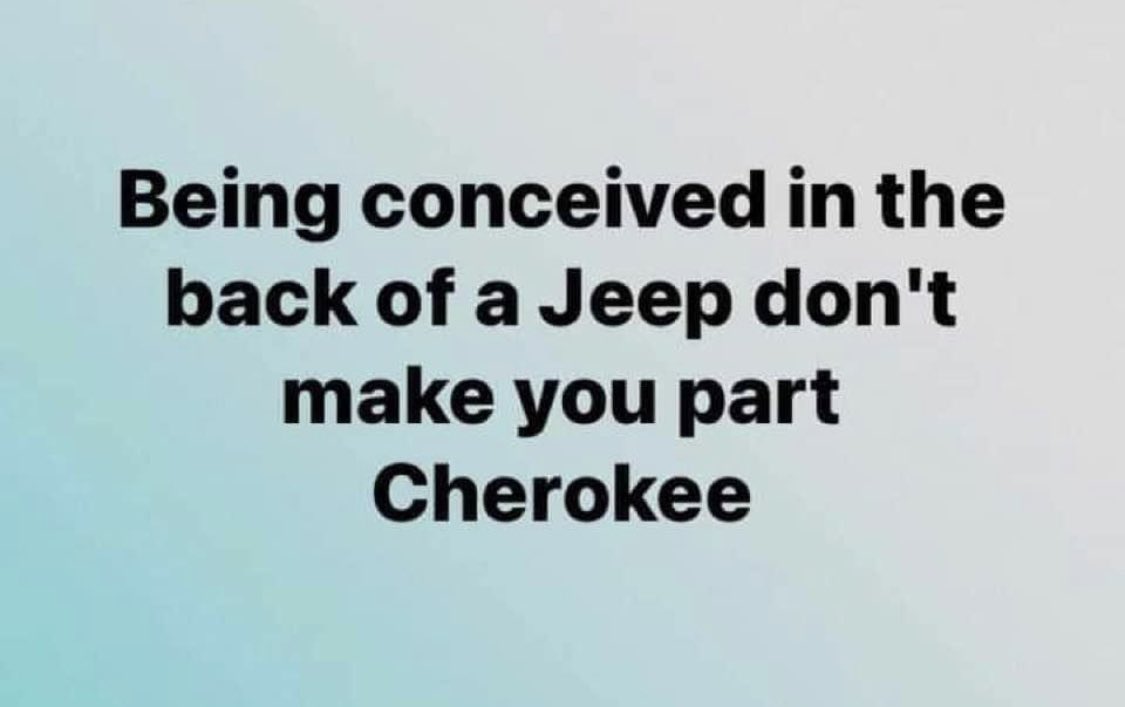 Being conceived in the
back of a Jeep don't
make you part
Cherokee